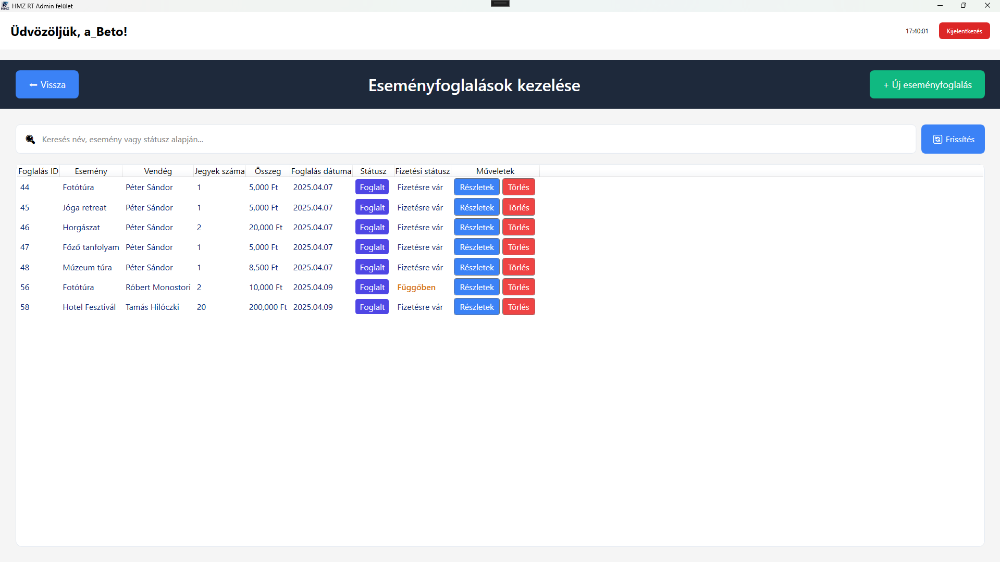 HMZ RT Admin felület
Üdvözöljük, a_Beto!
17:40:01
Kijelentkezés
Vissza
Eseményfoglalások kezelése
+ Új eseményfoglalás
Keresés név, esemény vagy státusz alapján...
Frissítés
Foglalás ID Esemény Vendég Jegyek száma Összeg Foglalás dátuma Státusz Fizetési státusz Műveletek
44 Fotótúra Péter Sándor 1 5,000 Ft 2025.04.07 Foglalt Fizetésre vár Részletek Törlés
45 Jóga retreat Péter Sándor 1 5,000 Ft 2025.04.07 Foglalt Fizetésre vár Részletek Törlés
46 Horgászat Péter Sándor 2 20,000 Ft 2025.04.07 Foglalt Fizetésre vár Részletek Törlés
47 Főző tanfolyam Péter Sándor 1 5,000 Ft 2025.04.07 Foglalt Fizetésre vár Részletek Törlés
48 Múzeum túra Péter Sándor 1 8,500 Ft 2025.04.07 Foglalt Fizetésre vár Részletek Törlés
56 Fotótúra Róbert Monostori 2 10,000 Ft 2025.04.09 Foglalt Függőben Részletek Törlés
58 Hotel Fesztivál Tamás Hilóczki 20 200,000 Ft 2025.04.09 Foglalt Fizetésre vár Részletek Törlés